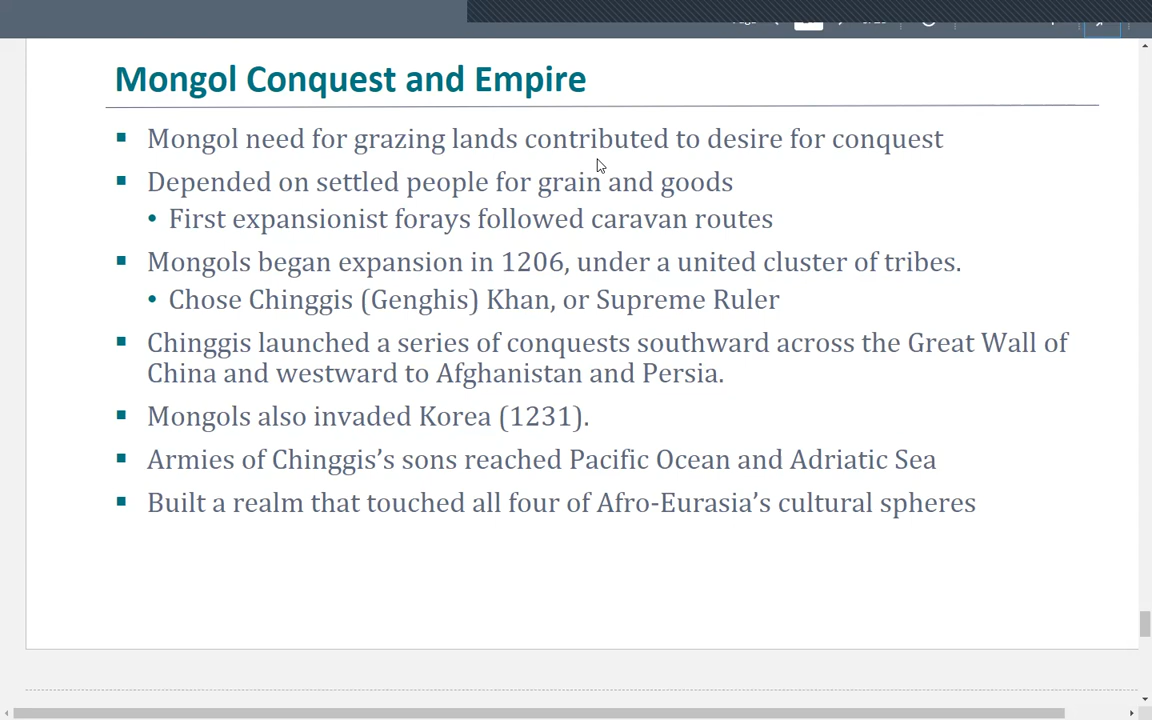 Mongol Conquest and Empire
Mongol need for grazing lands contributed to desire for conquest
Depended on settled people for grain and goods
First expansionist forays followed caravan routes
Mongols began expansion in 1206, under a united cluster of tribes.
Chose Chinggis (Genghis) Khan, or Supreme Ruler
Chinggis launched a series of conquests southward across the Great Wall of
China and westward to Afghanistan and Persia.
Mongols also invaded Korea (1231).
Armies of Chinggis’s sons reached Pacific Ocean and Adriatic Sea
Built a realm that touched all four of Afro-Eurasia’s cultural spheres